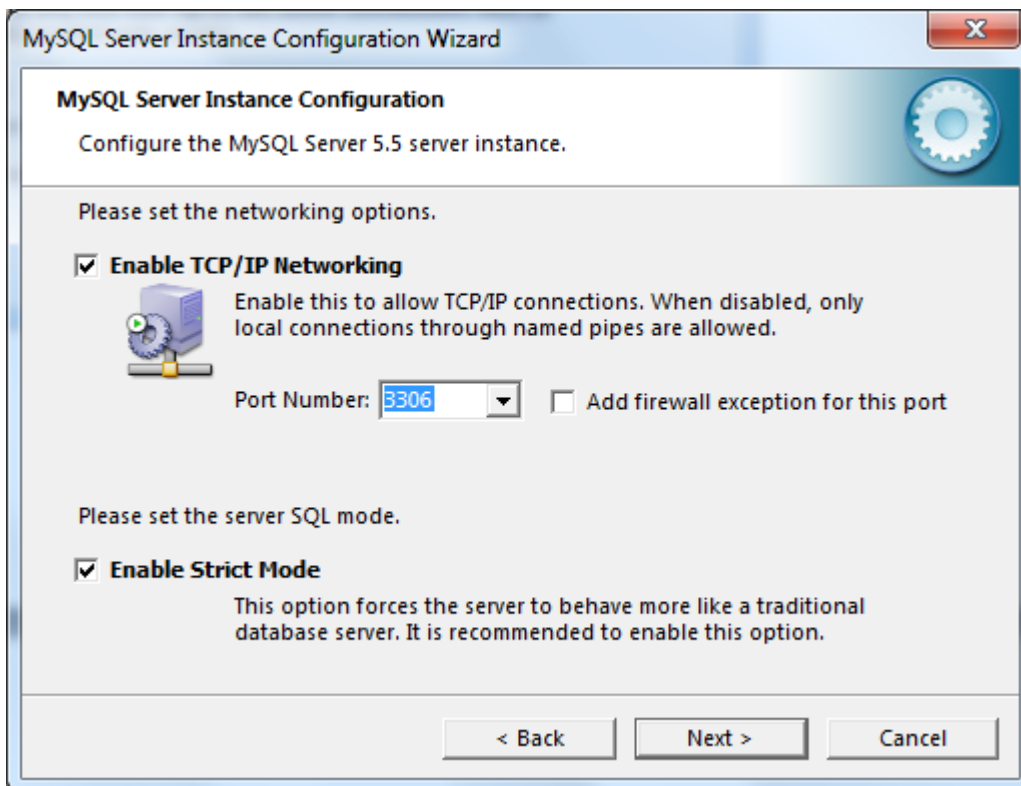 MySQL Server Instance Configuration Wizard
MySQL Server Instance Configuration
Configure the MySQL Server 5.5 server instance.
Please set the networking options.
Enable TCP/IP Networking
Enable this to allow TCP/IP connections. When disabled, only
local connections through named pipes are allowed.
Port Number: 3306 Add firewall exception for this port
Please set the server SQL mode.
Enable Strict Mode
This option forces the server to behave more like a traditional
database server. It is recommended to enable this option.
< Back Next > Cancel